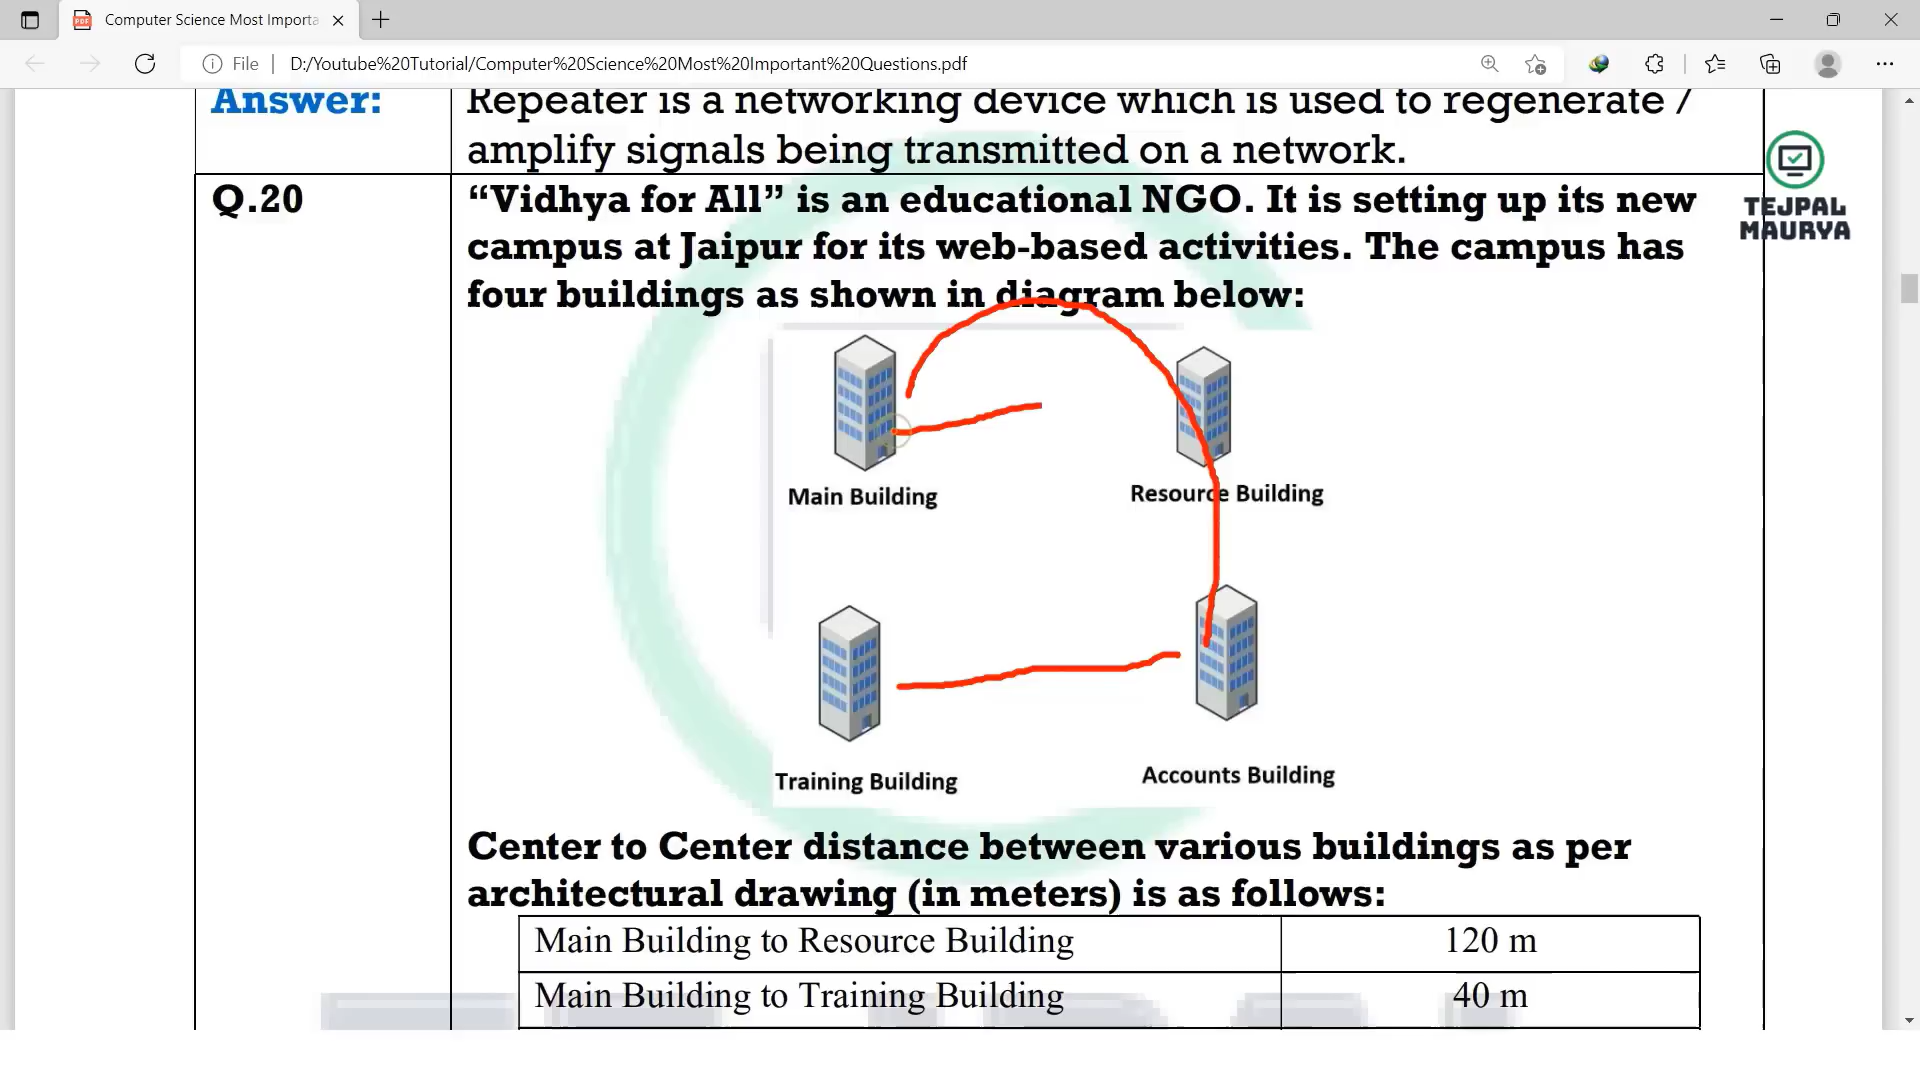 Computer Science Most Importa
File
D:/Youtube%20Tutorial/Computer%20Science%20Most%20Important%20Questions.pdf
Answer:
Repeater is a networking device which is used to regenerate /
amplify signals being transmitted on a network.
TEJPAL
MAURYA
Q.20
“Vidhya for All” is an educational NGO. It is setting up its new
campus at Jaipur for its web-based activities. The campus has
four buildings as shown in diagram below:
Main Building
Resource Building
Training Building
Accounts Building
Center to Center distance between various buildings as per
architectural drawing (in meters) is as follows:
Main Building to Resource Building 120 m
Main Building to Training Building 40 m